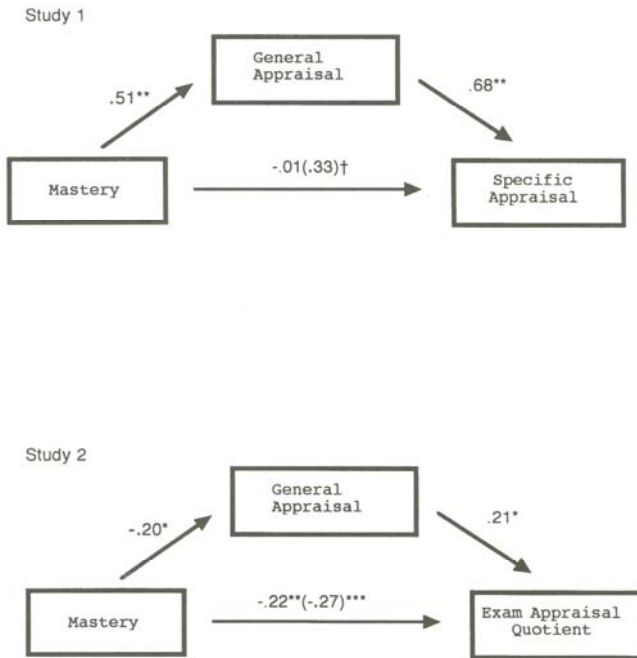 Study 1
General
Appraisal
.51**
.68**
Mastery
-.01(.33)†
Specific
Appraisal
Study 2
General
Appraisal
-.20*
.21*
Mastery
-.22**(-.27)***
Exam Appraisal
Quotient